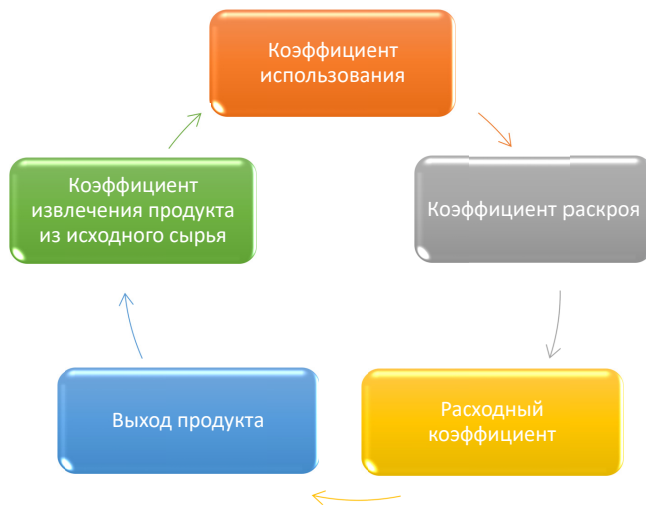 Коэффициент
использования
Коэффициент раскроя
Расходный
коэффициент
Выход продукта
Коэффициент
извлечения продукта
из исходного сырья